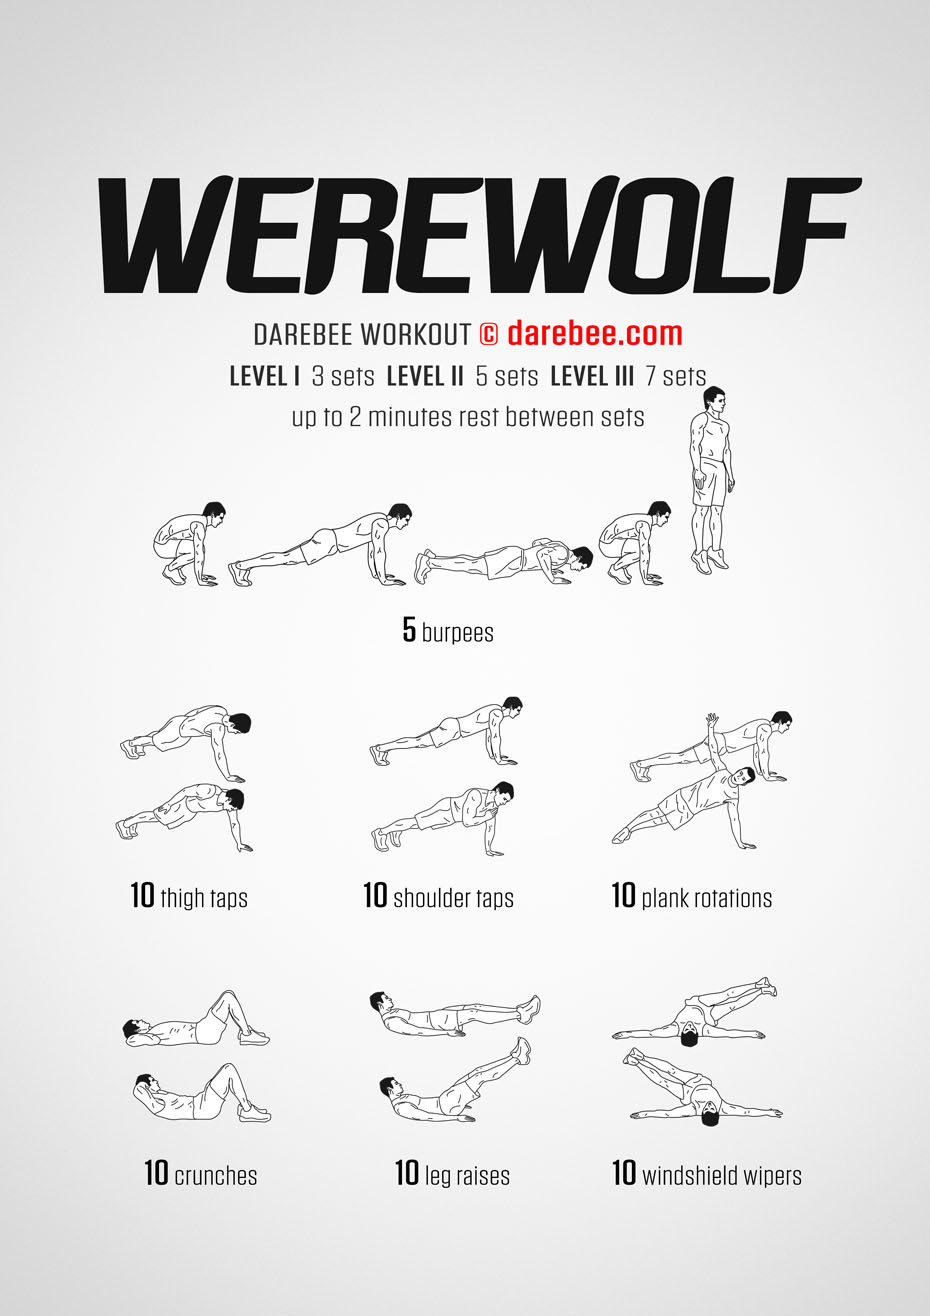 WEREWOLF
DAREBEE WORKOUT © darebee.com
LEVEL I 3 sets LEVEL II 5 sets LEVEL III 7 sets
up to 2 minutes rest between sets
5 burpees
10 thigh taps
10 shoulder taps
10 plank rotations
10 crunches
10 leg raises
10 windshield wipers